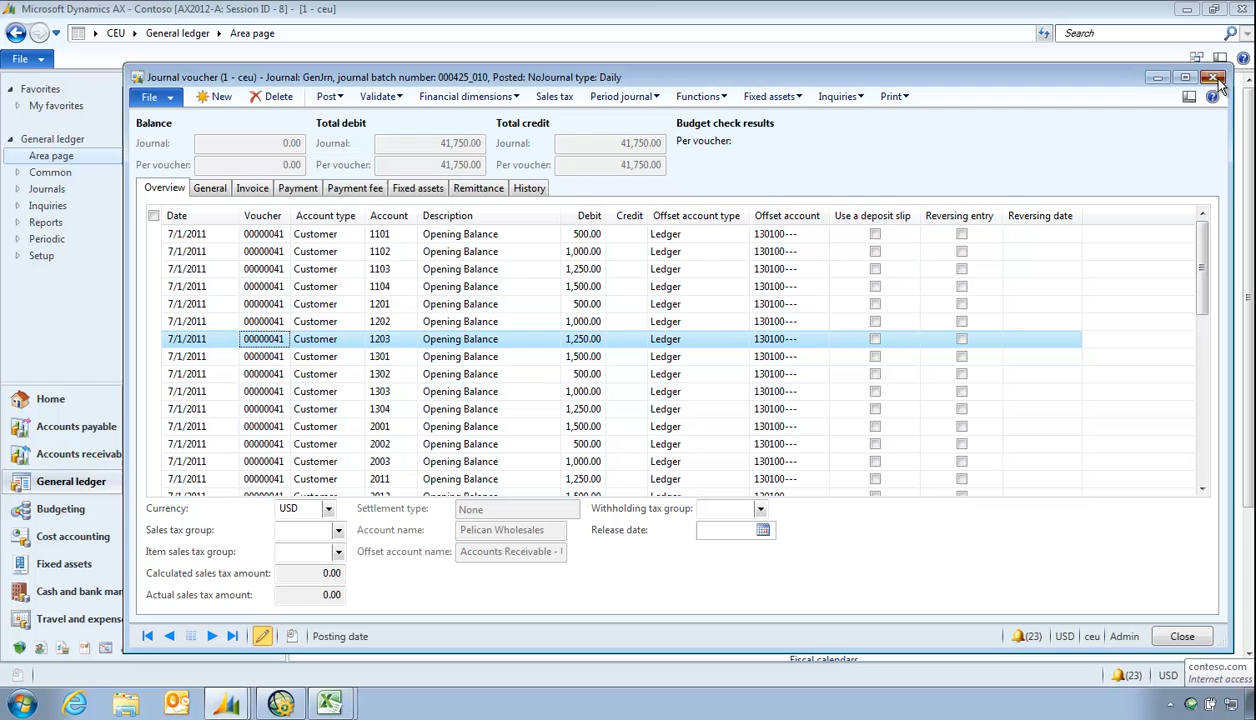 Microsoft Dynamics AX - Contoso [AX2012-A: Session ID - 8] - [1 - ceu]
CEU General ledger Area page Search
File
Favorites
My favorites
General ledger
Area page
Common
Journals
Inquiries
Reports
Periodic
Setup
Home
Accounts payable
Accounts receivab
General ledger
Budgeting
Cost accounting
Fixed assets
Cash and bank man
Travel and expense
Journal voucher (1 - ceu) - Journal: GenJrn, journal batch number: 000425_010, Posted: NoJournal type: Daily
File New Delete Post Validate Financial dimensions Sales tax Period journal Functions Fixed assets Inquiries Print
Balance Total debit Total credit Budget check results
Journal: 0.00 Journal: 41,750.00 Journal: 41,750.00 Per voucher:
Per voucher: 0.00 Per voucher: 41,750.00 Per voucher: 41,750.00
Overview General Invoice Payment Payment fee Fixed assets Remittance History
Date Voucher Account type Account Description Debit Credit Offset account type Offset account Use a deposit slip Reversing entry Reversing date
7/1/2011 00000041 Customer 1101 Opening Balance 500.00 Ledger 130100---
7/1/2011 00000041 Customer 1102 Opening Balance 1,000.00 Ledger 130100---
7/1/2011 00000041 Customer 1103 Opening Balance 1,250.00 Ledger 130100---
7/1/2011 00000041 Customer 1104 Opening Balance 1,500.00 Ledger 130100---
7/1/2011 00000041 Customer 1201 Opening Balance 500.00 Ledger 130100---
7/1/2011 00000041 Customer 1202 Opening Balance 1,000.00 Ledger 130100---
7/1/2011 00000041 Customer 1203 Opening Balance 1,250.00 Ledger 130100---
7/1/2011 00000041 Customer 1301 Opening Balance 1,500.00 Ledger 130100---
7/1/2011 00000041 Customer 1302 Opening Balance 500.00 Ledger 130100---
7/1/2011 00000041 Customer 1303 Opening Balance 1,000.00 Ledger 130100---
7/1/2011 00000041 Customer 1304 Opening Balance 1,250.00 Ledger 130100---
7/1/2011 00000041 Customer 2001 Opening Balance 1,500.00 Ledger 130100---
7/1/2011 00000041 Customer 2002 Opening Balance 500.00 Ledger 130100---
7/1/2011 00000041 Customer 2003 Opening Balance 1,000.00 Ledger 130100---
7/1/2011 00000041 Customer 2011 Opening Balance 1,250.00 Ledger 130100---
7/1/2011 00000041 Customer 2012 Opening Balance 1,500.00 Ledger 130100---
Currency: USD Settlement type: None Withholding tax group:
Sales tax group: Account name: Pelican Wholesales Release date:
Item sales tax group: Offset account name: Accounts Receivable -
Calculated sales tax amount: 0.00
Actual sales tax amount: 0.00
Posting date (23) USD ceu Admin Close
Fiscal calendars
(23) USD
contoso.com
Internet access